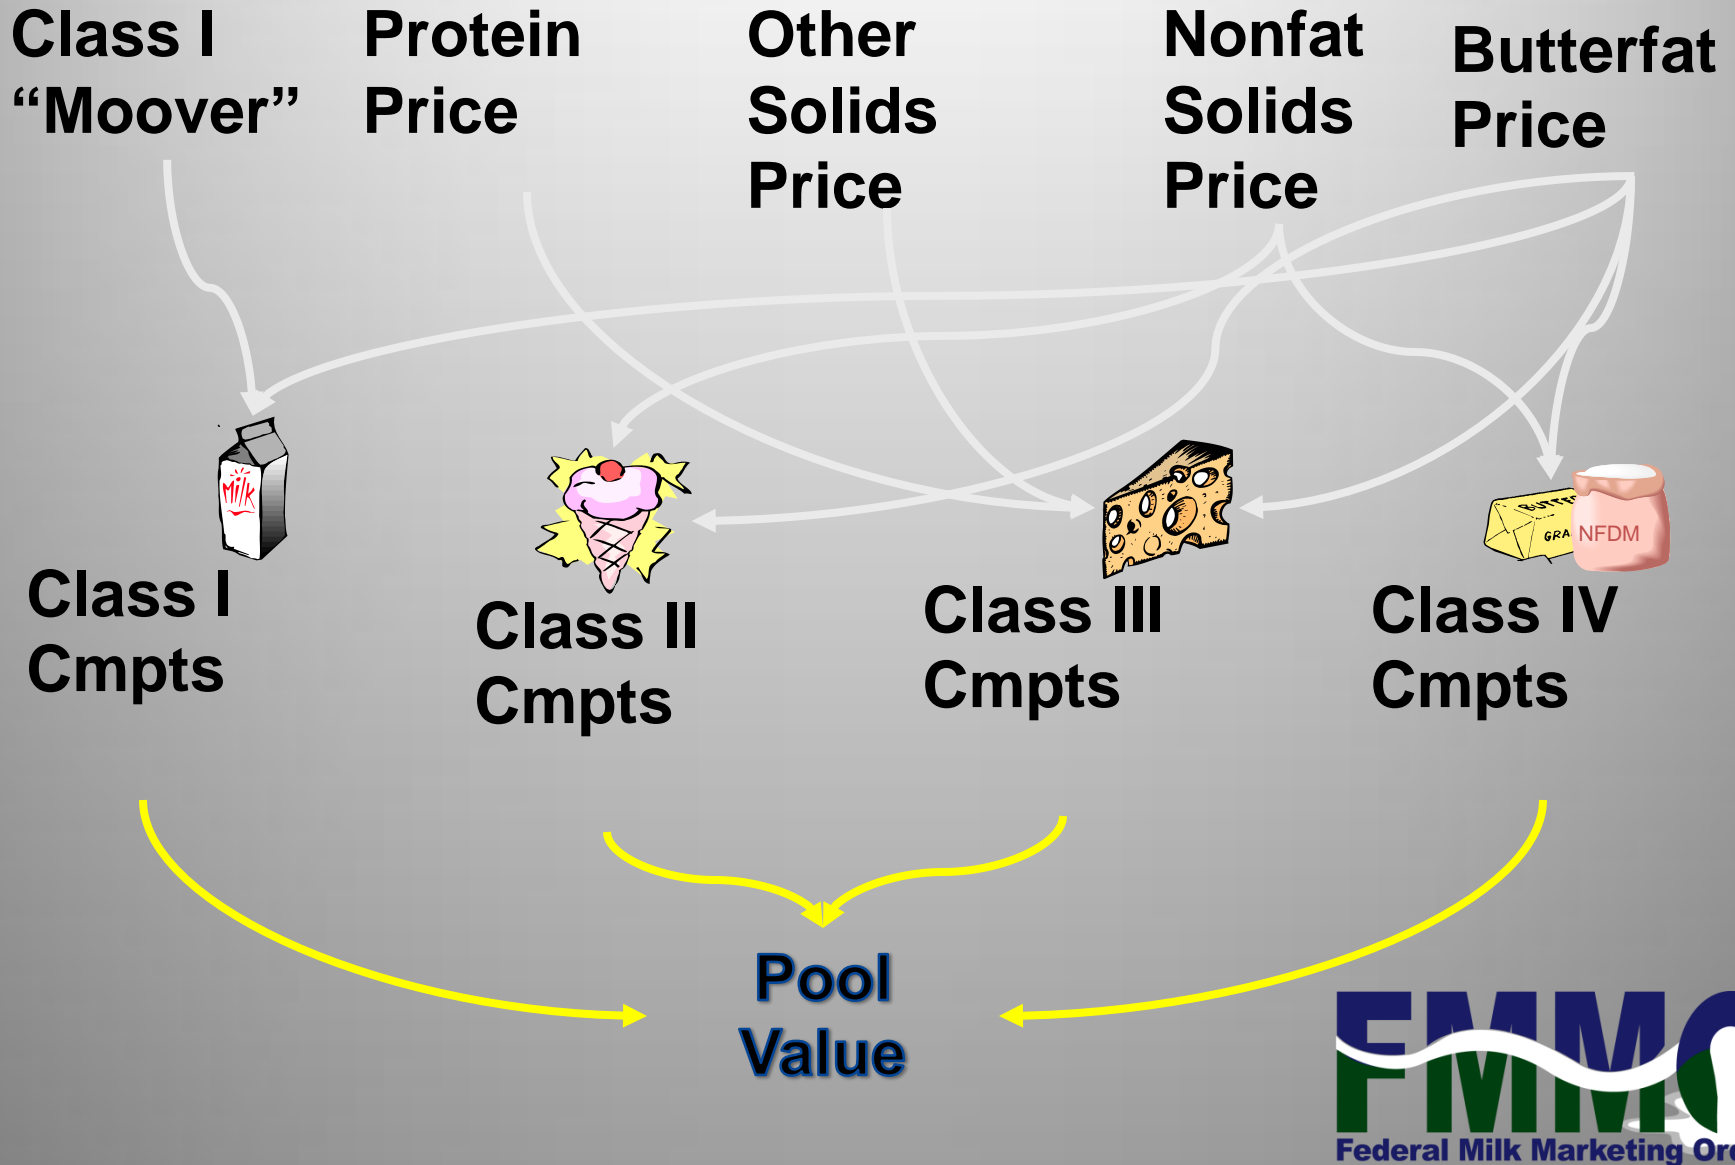 Class I
“Moover”
Protein
Price
Other
Solids
Price
Nonfat
Solids
Price
Butterfat
Price
Milk
NFDM
Class I
Cmpts
Class II
Cmpts
Class III
Cmpts
Class IV
Cmpts
Pool
Value
FMMO
Federal Milk Marketing